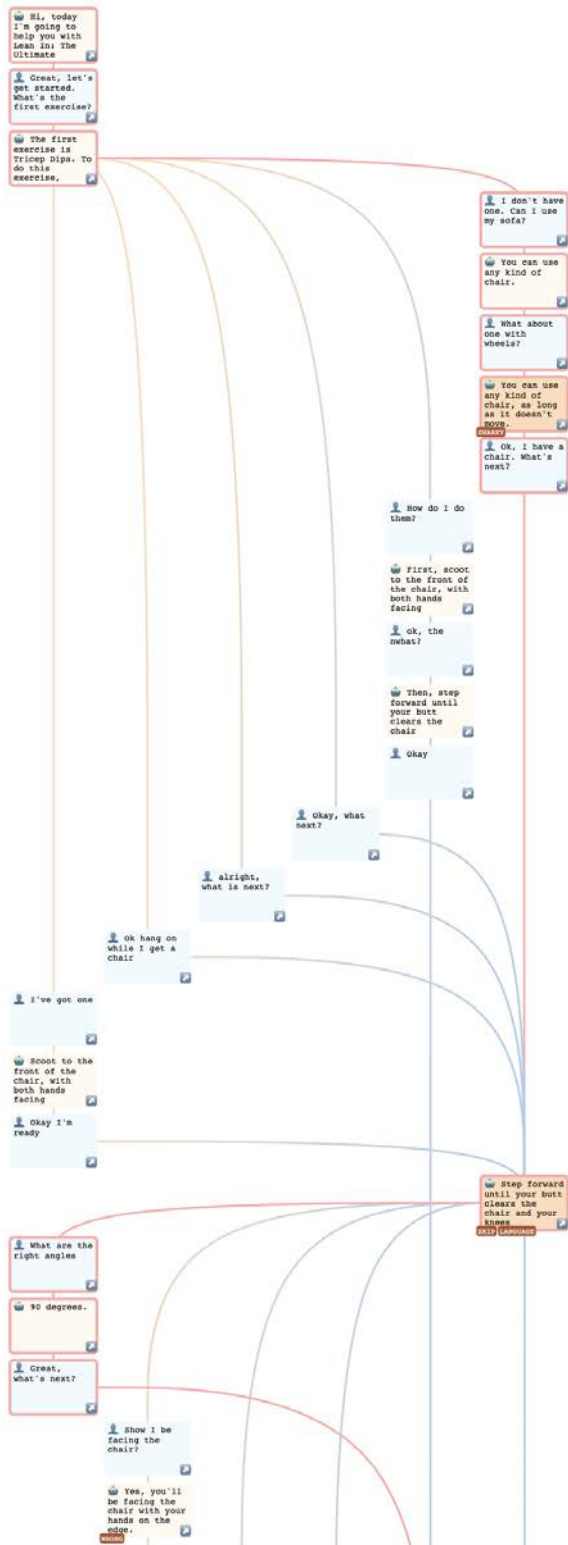 Hi, today
I'm going to
help you with
Lean In: The
Ultimate
Great, let's
get started.
What's the
first exercise?
The first
exercise is
Tricep Dips. To
do this
exercise,
I don't have
one. Can I use
my sofa?
You can use
any kind of
chair.
What about
one with
wheels?
You can use
any kind of
chair, as long
as it doesn't
move.
SNARKY
Ok, I have a
chair. What's
next?
How do I do
them?
First, scoot
to the front of
the chair, with
both hands
facing
ok, the
nwhat?
Then, step
forward until
your butt
clears the
chair
Okay
Okay, what
next?
alright,
what is next?
Ok hang on
while I get a
chair
I've got one
Scoot to the
front of the
chair, with
both hands
facing
Okay I'm
ready
Step forward
until your butt
clears the
chair and your
knees
SKIP LANGUAGE
What are the
right angles
90 degrees.
Great,
what's next?
Show I be
facing the
chair?
Yes, you'll
be facing the
chair with your
hands on the
edge.
WRONG